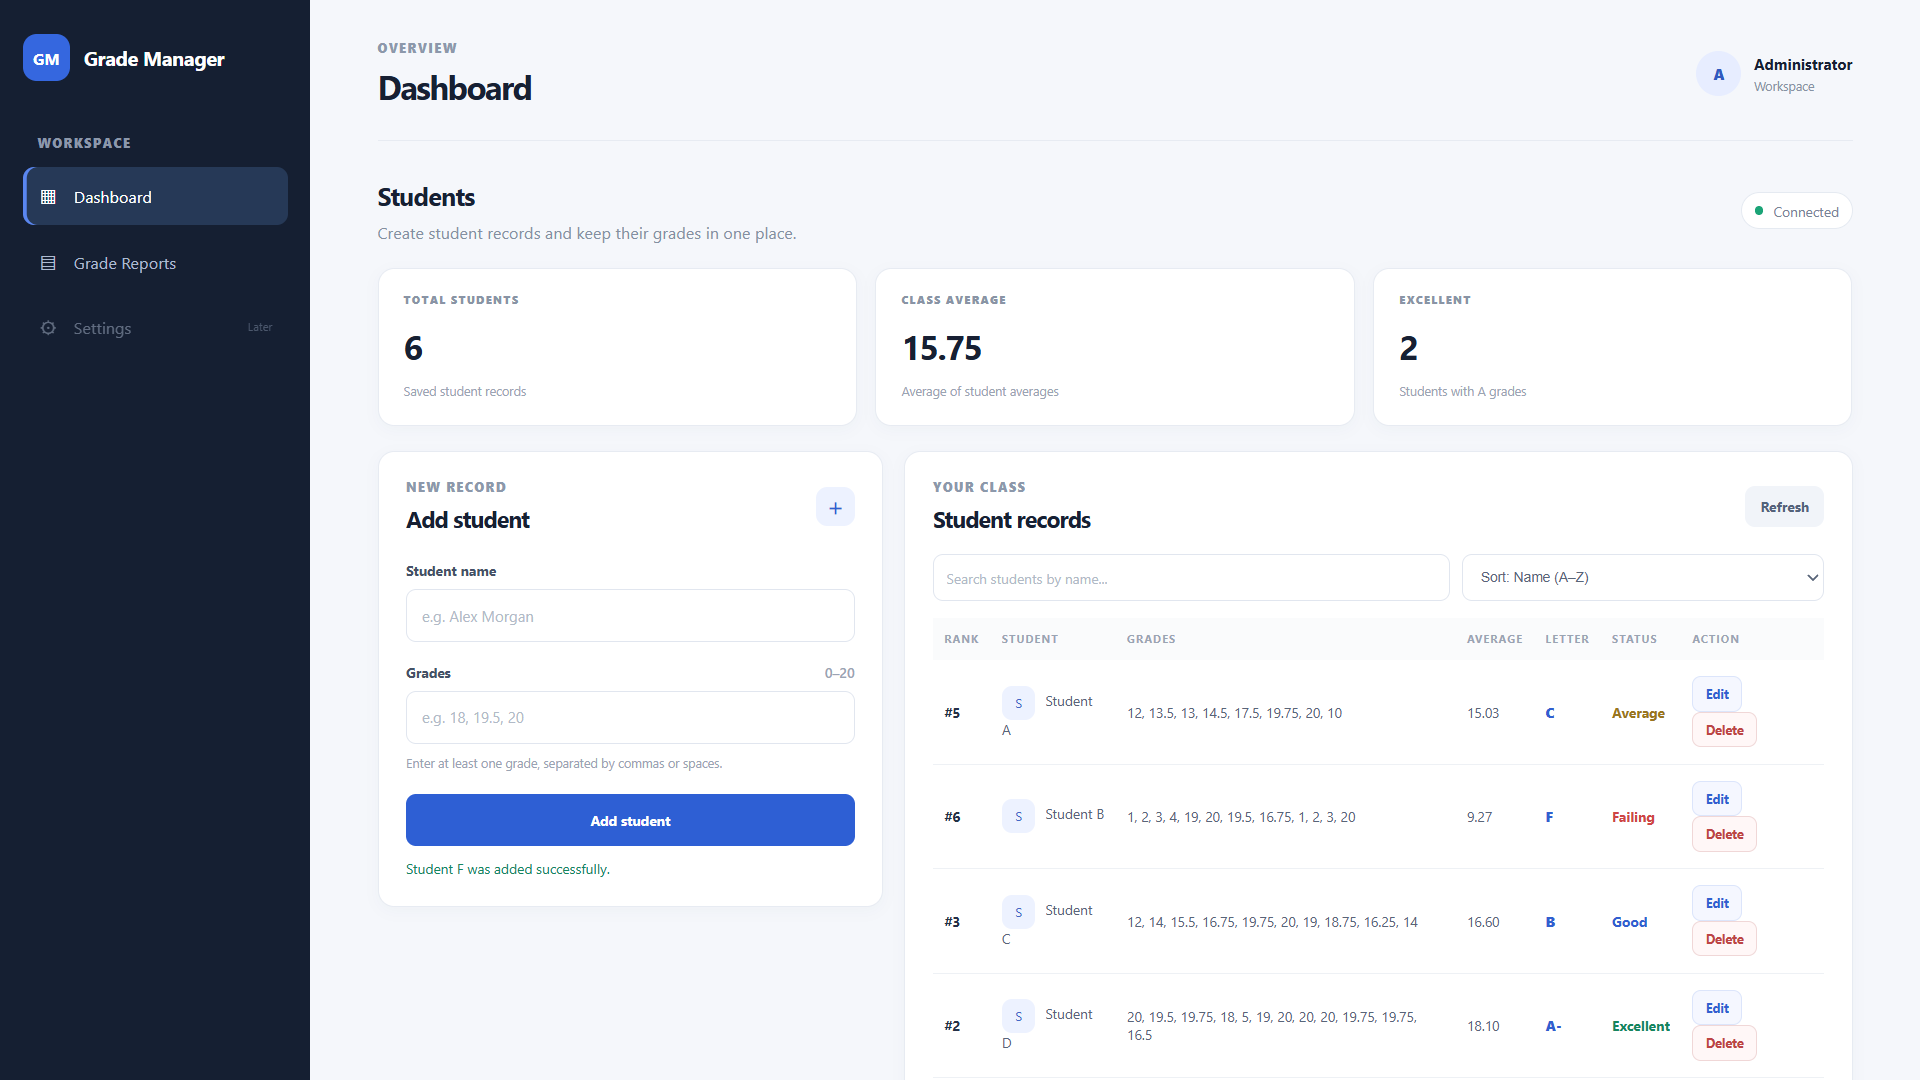 GM
Grade Manager
WORKSPACE
Dashboard
Grade Reports
Settings
Later
OVERVIEW
Dashboard
A
Administrator
Workspace
Students
Create student records and keep their grades in one place.
Connected
TOTAL STUDENTS
6
Saved student records
CLASS AVERAGE
15.75
Average of student averages
EXCELLENT
2
Students with A grades
NEW RECORD
Add student
+
Student name
e.g. Alex Morgan
Grades
0–20
e.g. 18, 19.5, 20
Enter at least one grade, separated by commas or spaces.
Add student
Student F was added successfully.
YOUR CLASS
Student records
Refresh
Search students by name...
Sort: Name (A–Z)
RANK STUDENT GRADES AVERAGE LETTER STATUS ACTION
#5
S Student
A
12, 13.5, 13, 14.5, 17.5, 19.75, 20, 10
15.03
C
Average
Edit
Delete
#6
S Student B
1, 2, 3, 4, 19, 20, 19.5, 16.75, 1, 2, 3, 20
9.27
F
Failing
Edit
Delete
#3
S Student
C
12, 14, 15.5, 16.75, 19.75, 20, 19, 18.75, 16.25, 14
16.60
B
Good
Edit
Delete
#2
S Student
D
20, 19.5, 19.75, 18, 5, 19, 20, 20, 20, 19.75, 19.75,
16.5
18.10
A-
Excellent
Edit
Delete